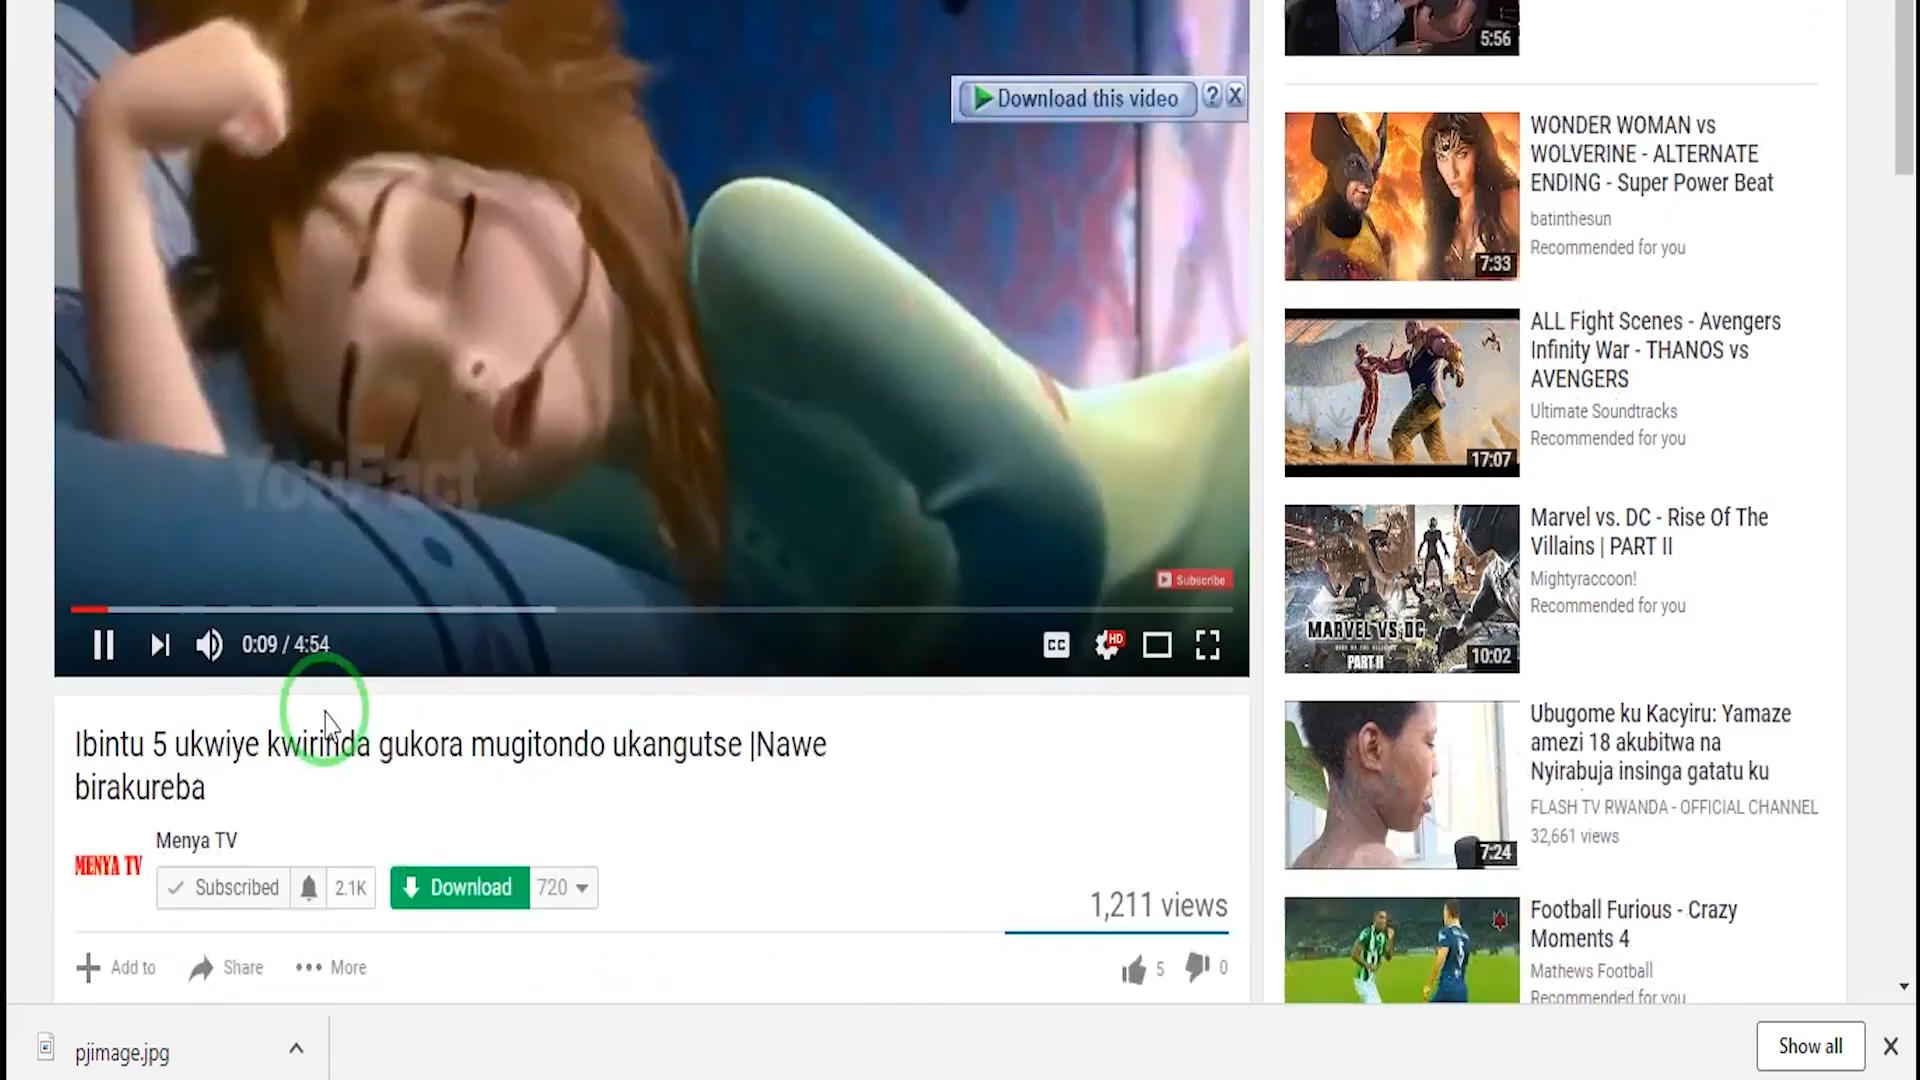 5:56
Download this video ? X
WONDER WOMAN vs
WOLVERINE - ALTERNATE
ENDING - Super Power Beat
batinthesun
Recommended for you
7:33
ALL Fight Scenes - Avengers
Infinity War - THANOS vs
AVENGERS
Ultimate Soundtracks
Recommended for you
17:07
YouFact
Subscribe
Marvel vs. DC - Rise Of The
Villains | PART II
Mightyraccoon!
Recommended for you
MARVEL VS DC
PART II
10:02
0:09 / 4:54
CC
HD
Ibintu 5 ukwiye kwirinda gukora mugitondo ukangutse |Nawe
birakureba
MENYA TV
Menya TV
Subscribed 2.1K
Download 720
1,211 views
Add to Share More
5 0
Ubugome ku Kacyiru: Yamaze
amezi 18 akubitwa na
Nyirabuja insinga gatatu ku
FLASH TV RWANDA - OFFICIAL CHANNEL
32,661 views
7:24
Football Furious - Crazy
Moments 4
Mathews Football
Recommended for you
pjimage.jpg
Show all X